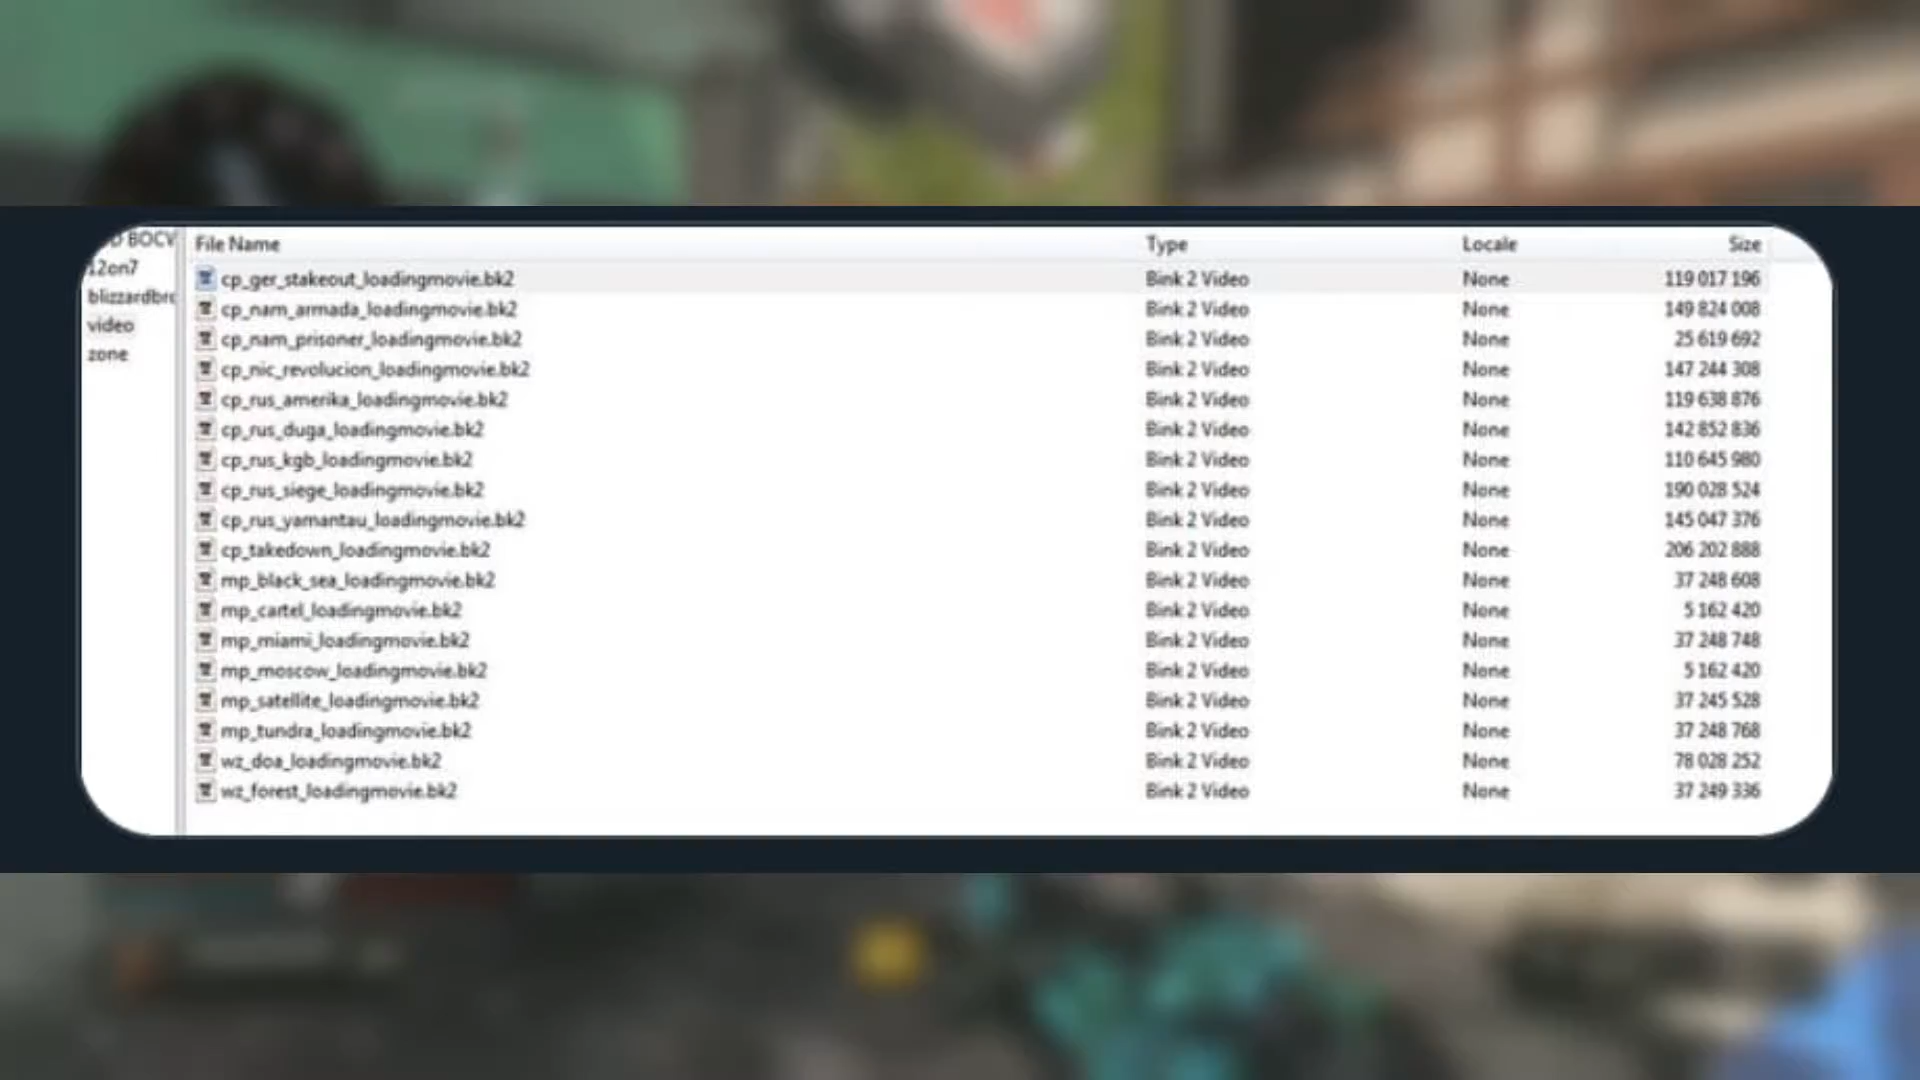 BOCV
12on7
blizzardbro
video
zone
File Name Type Locale Size
cp_ger_stakeout_loadingmovie.bk2 Bink 2 Video None 119 017 196
cp_nam_armada_loadingmovie.bk2 Bink 2 Video None 149 824 008
cp_nam_prisoner_loadingmovie.bk2 Bink 2 Video None 25 619 692
cp_nic_revolucion_loadingmovie.bk2 Bink 2 Video None 147 244 308
cp_rus_amerika_loadingmovie.bk2 Bink 2 Video None 119 638 876
cp_rus_duga_loadingmovie.bk2 Bink 2 Video None 142 852 836
cp_rus_kgb_loadingmovie.bk2 Bink 2 Video None 110 645 980
cp_rus_siege_loadingmovie.bk2 Bink 2 Video None 190 028 524
cp_rus_yamantau_loadingmovie.bk2 Bink 2 Video None 145 047 376
cp_takedown_loadingmovie.bk2 Bink 2 Video None 206 202 888
mp_black_sea_loadingmovie.bk2 Bink 2 Video None 37 248 608
mp_cartel_loadingmovie.bk2 Bink 2 Video None 5 162 420
mp_miami_loadingmovie.bk2 Bink 2 Video None 37 248 748
mp_moscow_loadingmovie.bk2 Bink 2 Video None 5 162 420
mp_satellite_loadingmovie.bk2 Bink 2 Video None 37 245 528
mp_tundra_loadingmovie.bk2 Bink 2 Video None 37 248 768
wz_doa_loadingmovie.bk2 Bink 2 Video None 78 028 252
wz_forest_loadingmovie.bk2 Bink 2 Video None 37 249 336